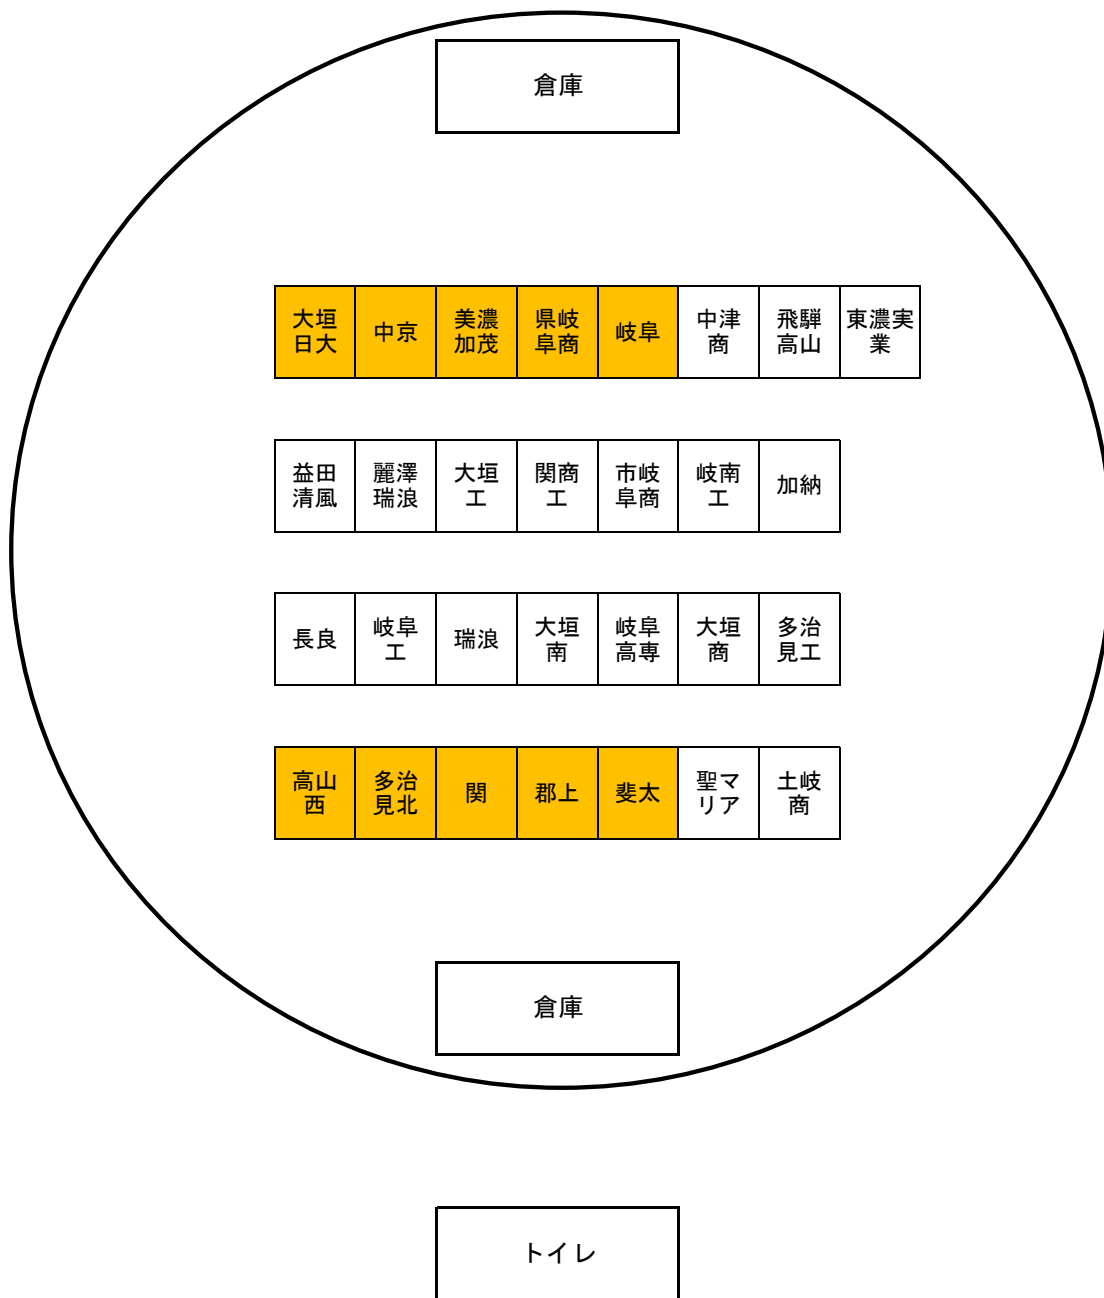 倉庫
大垣
日大
中京
美濃
加茂
県岐
阜商
岐阜
中津
商
飛騨
高山
東濃実
業
益田
清風
麗澤
瑞浪
大垣
工
関商
工
市岐
阜商
岐南
工
加納
長良
岐阜
工
瑞浪
大垣
南
岐阜
高専
大垣
商
多治
見工
高山
西
多治
見北
関
郡上
斐太
聖マ
リア
土岐
商
倉庫
トイレ